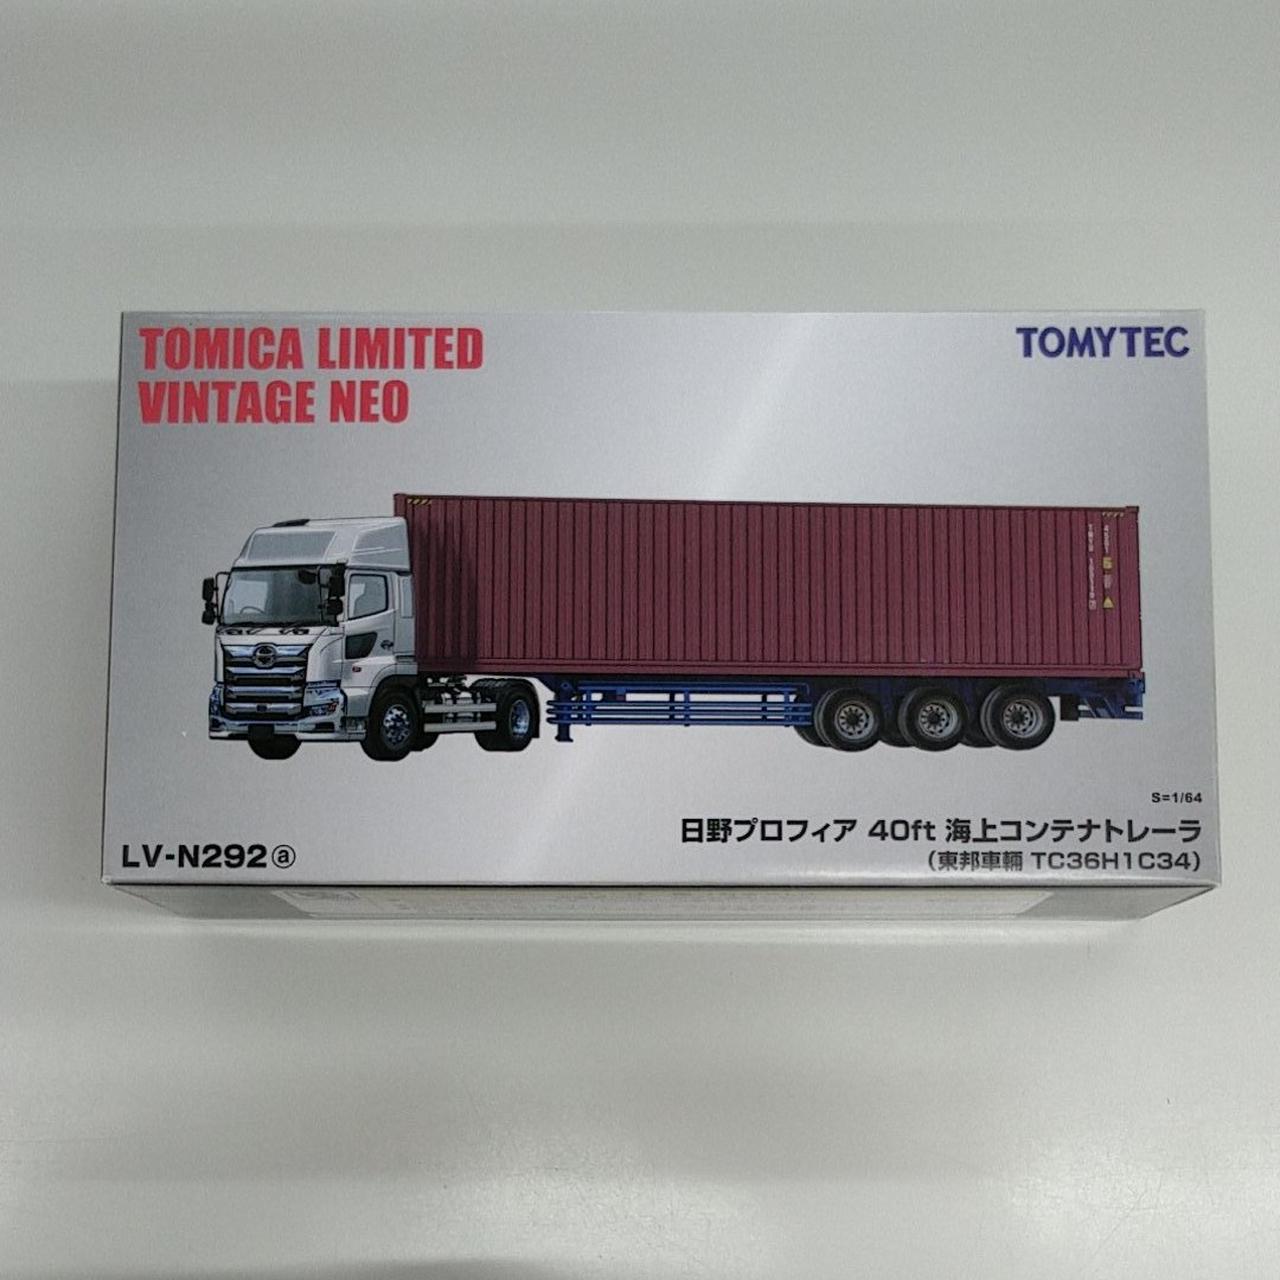 TOMICA LIMITED
VINTAGE NEO
TOMYTEC
S=1/64
日野プロフィア 40ft 海上コンテナトレーラ
(東邦車輛 TC36H1C34)
LV-N292ⓐ